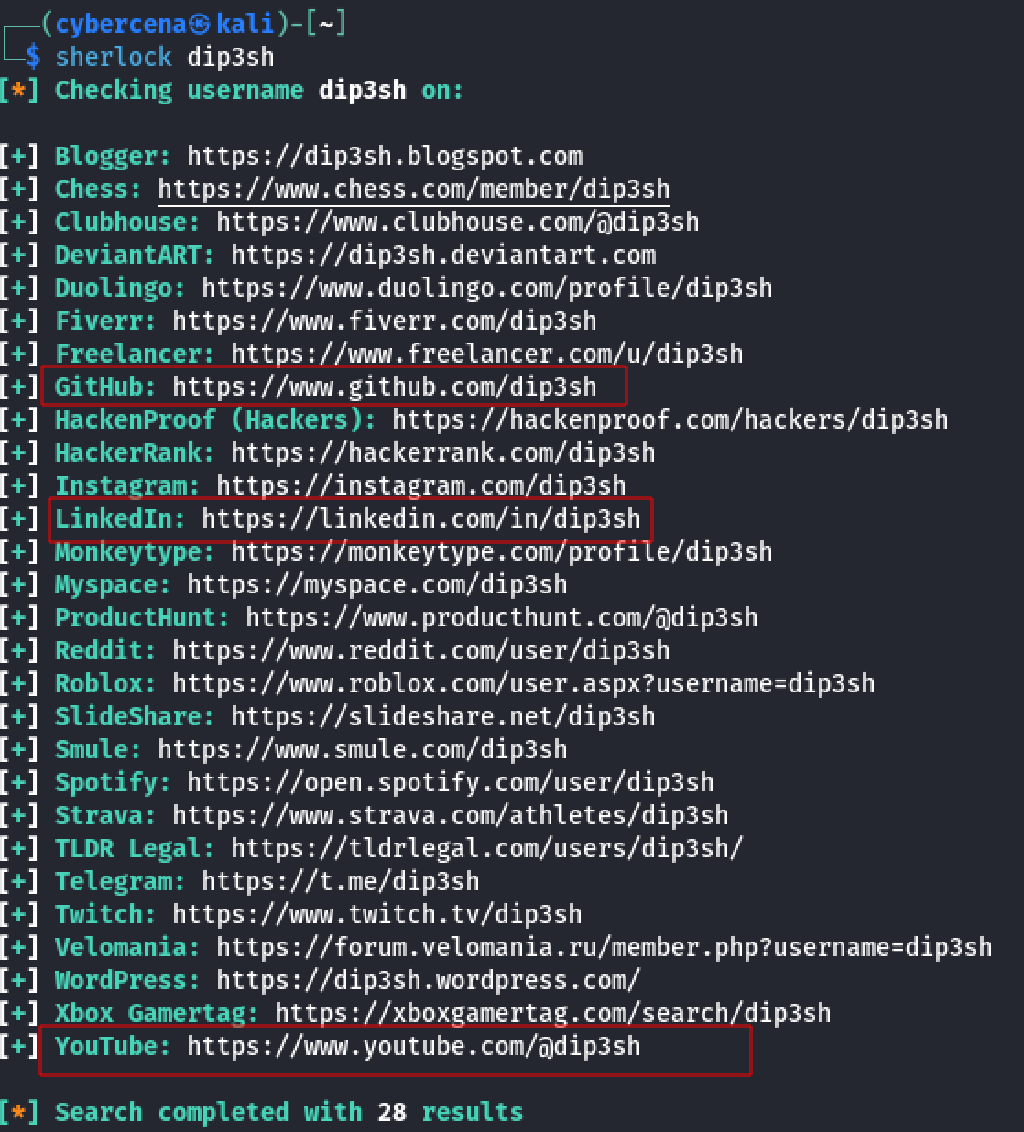 (cybercena㉿kali)-[~]
$ sherlock dip3sh
[*] Checking username dip3sh on:
[+] Blogger: https://dip3sh.blogspot.com
[+] Chess: https://www.chess.com/member/dip3sh
[+] Clubhouse: https://www.clubhouse.com/@dip3sh
[+] DeviantART: https://dip3sh.deviantart.com
[+] Duolingo: https://www.duolingo.com/profile/dip3sh
[+] Fiverr: https://www.fiverr.com/dip3sh
[+] Freelancer: https://www.freelancer.com/u/dip3sh
[+] GitHub: https://www.github.com/dip3sh
[+] HackenProof (Hackers): https://hackenproof.com/hackers/dip3sh
[+] HackerRank: https://hackerrank.com/dip3sh
[+] Instagram: https://instagram.com/dip3sh
[+] LinkedIn: https://linkedin.com/in/dip3sh
[+] Monkeytype: https://monkeytype.com/profile/dip3sh
[+] Myspace: https://myspace.com/dip3sh
[+] ProductHunt: https://www.producthunt.com/@dip3sh
[+] Reddit: https://www.reddit.com/user/dip3sh
[+] Roblox: https://www.roblox.com/user.aspx?username=dip3sh
[+] SlideShare: https://slideshare.net/dip3sh
[+] Smule: https://www.smule.com/dip3sh
[+] Spotify: https://open.spotify.com/user/dip3sh
[+] Strava: https://www.strava.com/athletes/dip3sh
[+] TLDR Legal: https://tldrlegal.com/users/dip3sh/
[+] Telegram: https://t.me/dip3sh
[+] Twitch: https://www.twitch.tv/dip3sh
[+] Velomania: https://forum.velomania.ru/member.php?username=dip3sh
[+] WordPress: https://dip3sh.wordpress.com/
[+] Xbox Gamertag: https://xboxgamertag.com/search/dip3sh
[+] YouTube: https://www.youtube.com/@dip3sh
[*] Search completed with 28 results